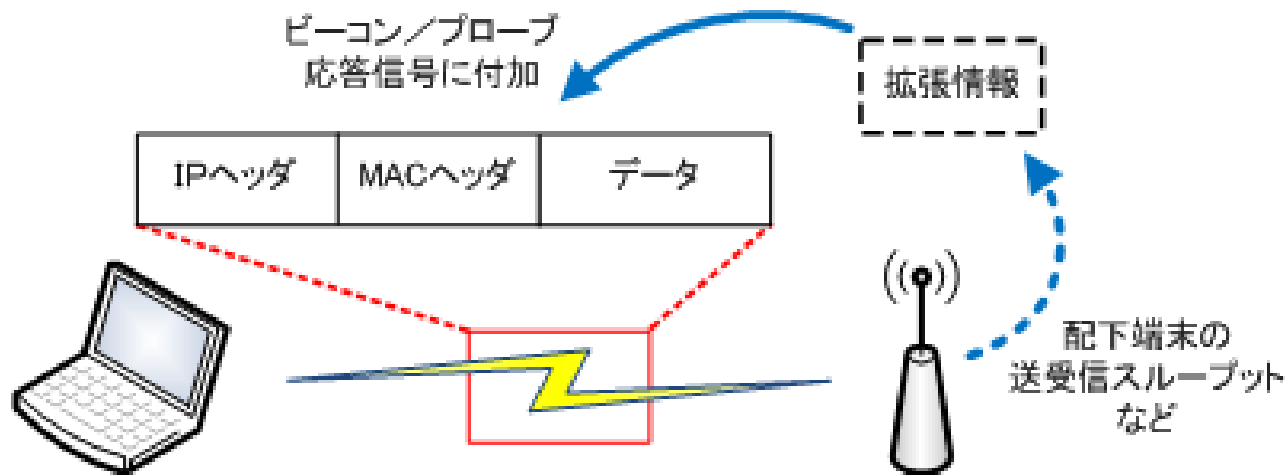 ビーコン／プローブ
応答信号に付加
拡張情報
IPヘッダ
MACヘッダ
データ
配下端末の
送受信スループット
など